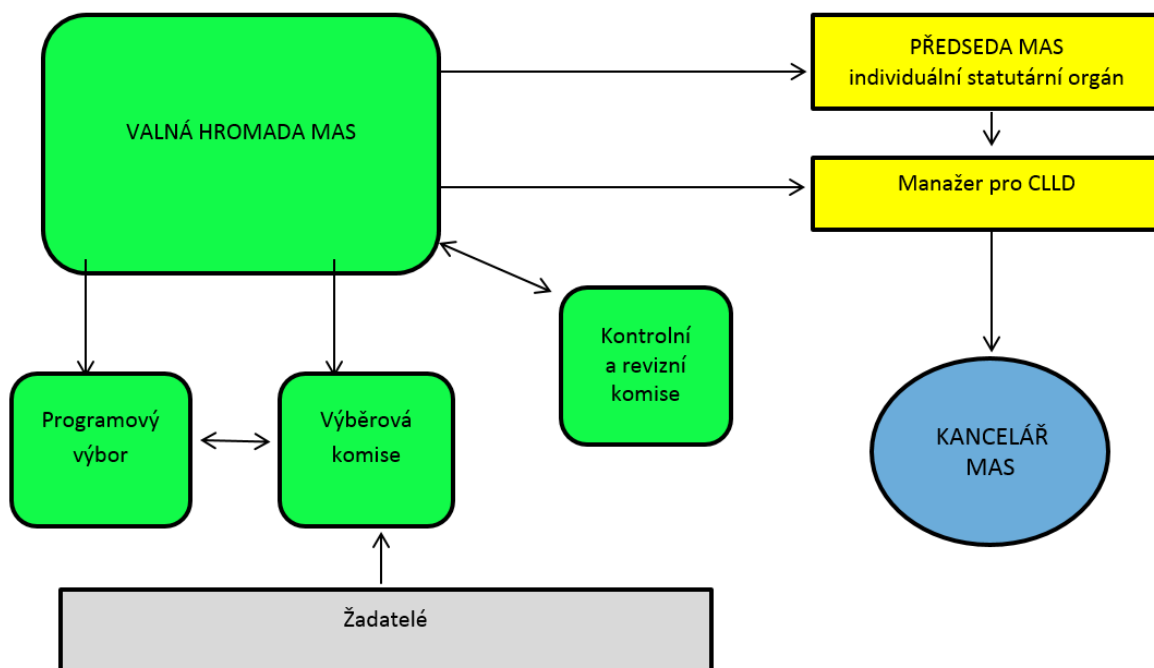 PŘEDSEDA MAS
individuální statutární orgán
VALNÁ HROMADA MAS
Manažer pro CLLD
Kontrolní
a revizní
komise
Programový
výbor
Výběrová
komise
KANCELÁŘ
MAS
Žadatelé